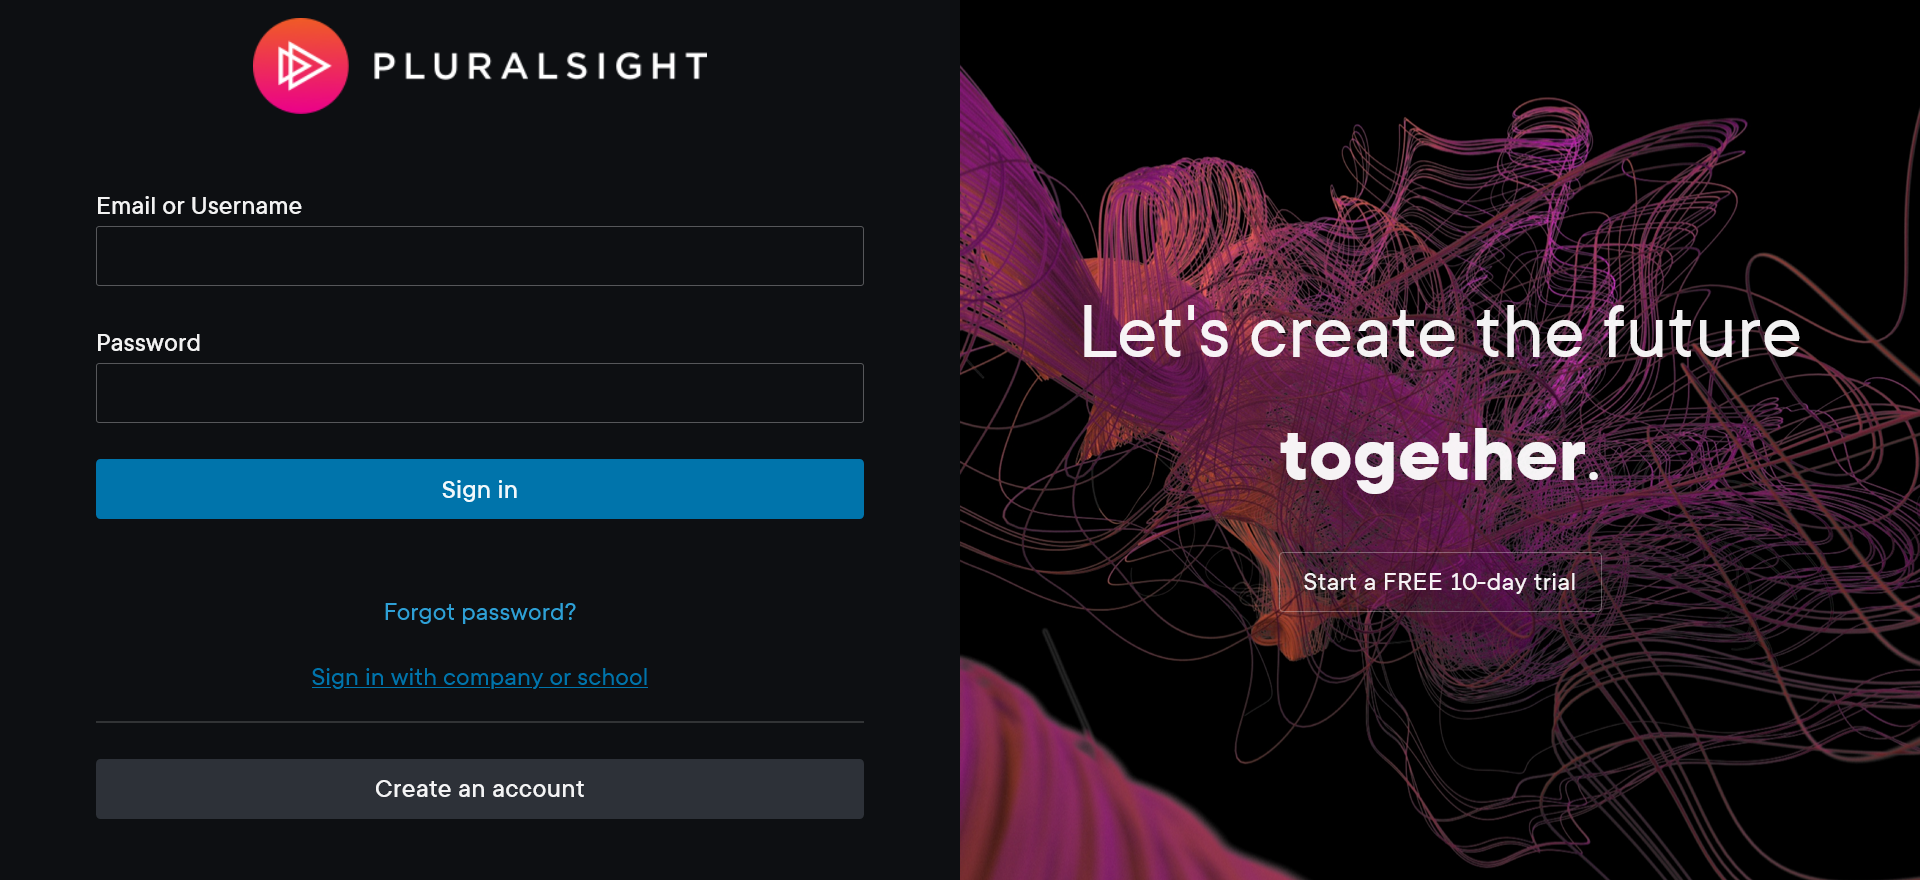 PLURALSIGHT
Email or Username
Password
Sign in
Forgot password?
Sign in with company or school
Create an account
Let's create the future
together.
Start a FREE 10-day trial